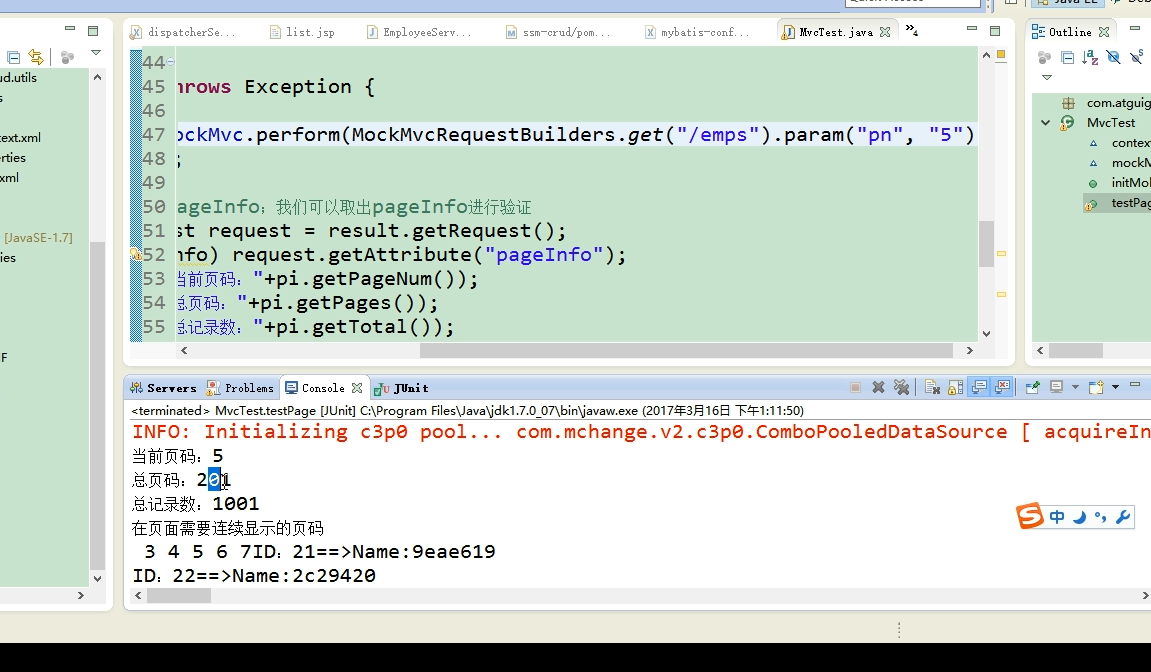 Java EE
dispatcherSe...
list.jsp
EmployeeServ...
ssm-crud/pom...
mybatis-conf...
MvcTest.java
»4
Outline
ud.utils
s
text.xml
erties
xml
[JavaSE-1.7]
ies
F
44
45 hrows Exception {
46
47 ockMvc.perform(MockMvcRequestBuilders.get("/emps").param("pn", "5")
48 ;
49
50 ageInfo；我们可以取出pageInfo进行验证
51 st request = result.getRequest();
52 nfo) request.getAttribute("pageInfo");
53 当前页码："+pi.getPageNum());
54 总页码："+pi.getPages());
55 总记录数："+pi.getTotal());
com.atguig
MvcTest
contex
mockM
initMol
testPag
Servers
Problems
Console
JUnit
<terminated> MvcTest.testPage [JUnit] C:\Program Files\Java\jdk1.7.0_07\bin\javaw.exe (2017年3月16日 下午1:11:50)
INFO: Initializing c3p0 pool... com.mchange.v2.c3p0.ComboPooledDataSource [ acquireIn
当前页码：5
总页码：201
总记录数：1001
在页面需要连续显示的页码
3 4 5 6 7ID：21==>Name:9eae619
ID：22==>Name:2c29420
中